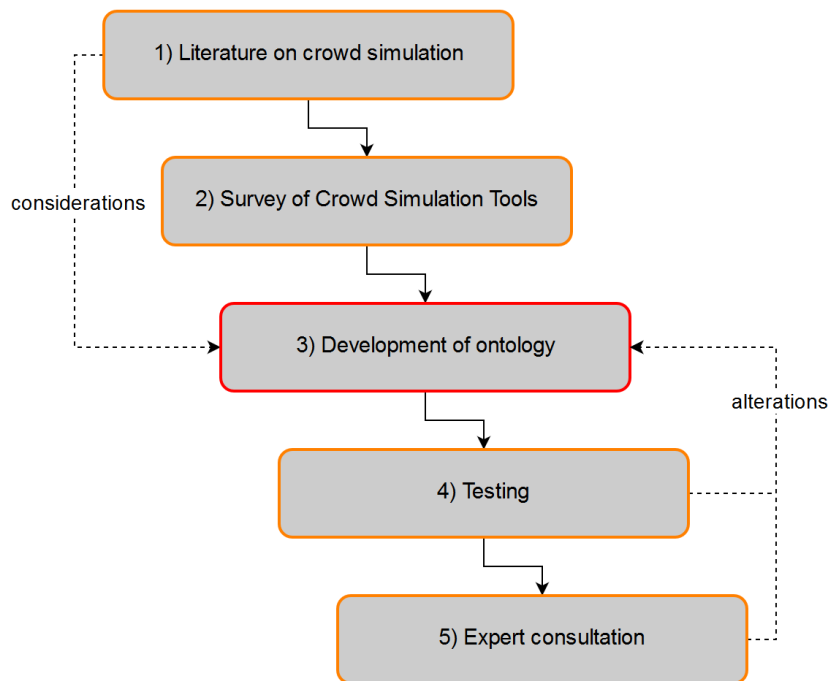 1) Literature on crowd simulation
2) Survey of Crowd Simulation Tools
considerations
3) Development of ontology
alterations
4) Testing
5) Expert consultation